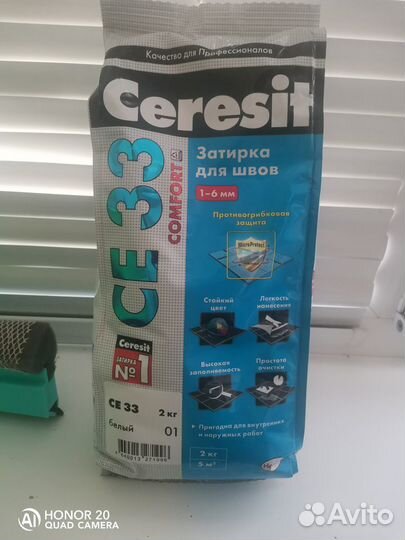 Качество для Профессионалов
Ceresit
CE 33
COMFORT
Затирка
для швов
1–6 мм
Противогрибковая
защита
MicroProtect
Стойкий
цвет
Легкость
нанесения
Высокая
заполняемость
Простота
очистки
Ceresit
ЗАТИРКА
№1
CE 33 2 кг
белый 01
• Пригодна для внутренних
и наружных работ
2 кг
5 м²
HONOR 20
QUAD CAMERA
Avito